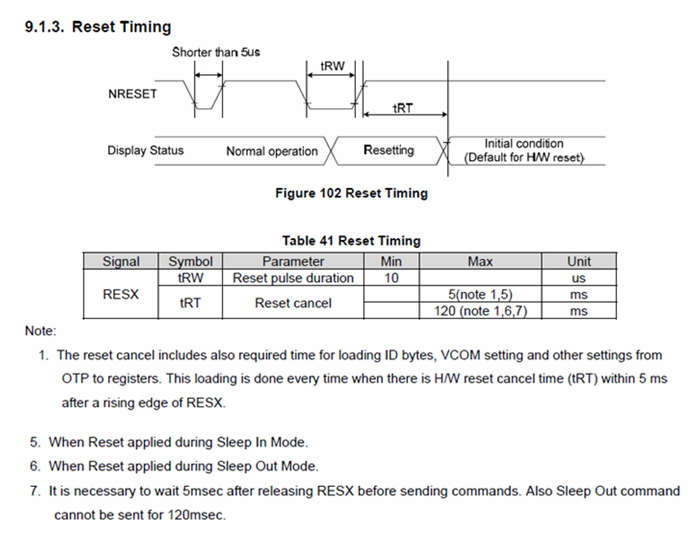 9.1.3. Reset Timing
Shorter than 5us
tRW
NRESET
tRT
Display Status
Normal operation
Resetting
Initial condition
(Default for H/W reset)
Figure 102 Reset Timing
Table 41 Reset Timing
Signal Symbol Parameter Min Max Unit
RESX tRW Reset pulse duration 10 us
tRT Reset cancel 5(note 1,5) ms
120 (note 1,6,7) ms
Note:
1. The reset cancel includes also required time for loading ID bytes, VCOM setting and other settings from
OTP to registers. This loading is done every time when there is H/W reset cancel time (tRT) within 5 ms
after a rising edge of RESX.
5. When Reset applied during Sleep In Mode.
6. When Reset applied during Sleep Out Mode.
7. It is necessary to wait 5msec after releasing RESX before sending commands. Also Sleep Out command
cannot be sent for 120msec.